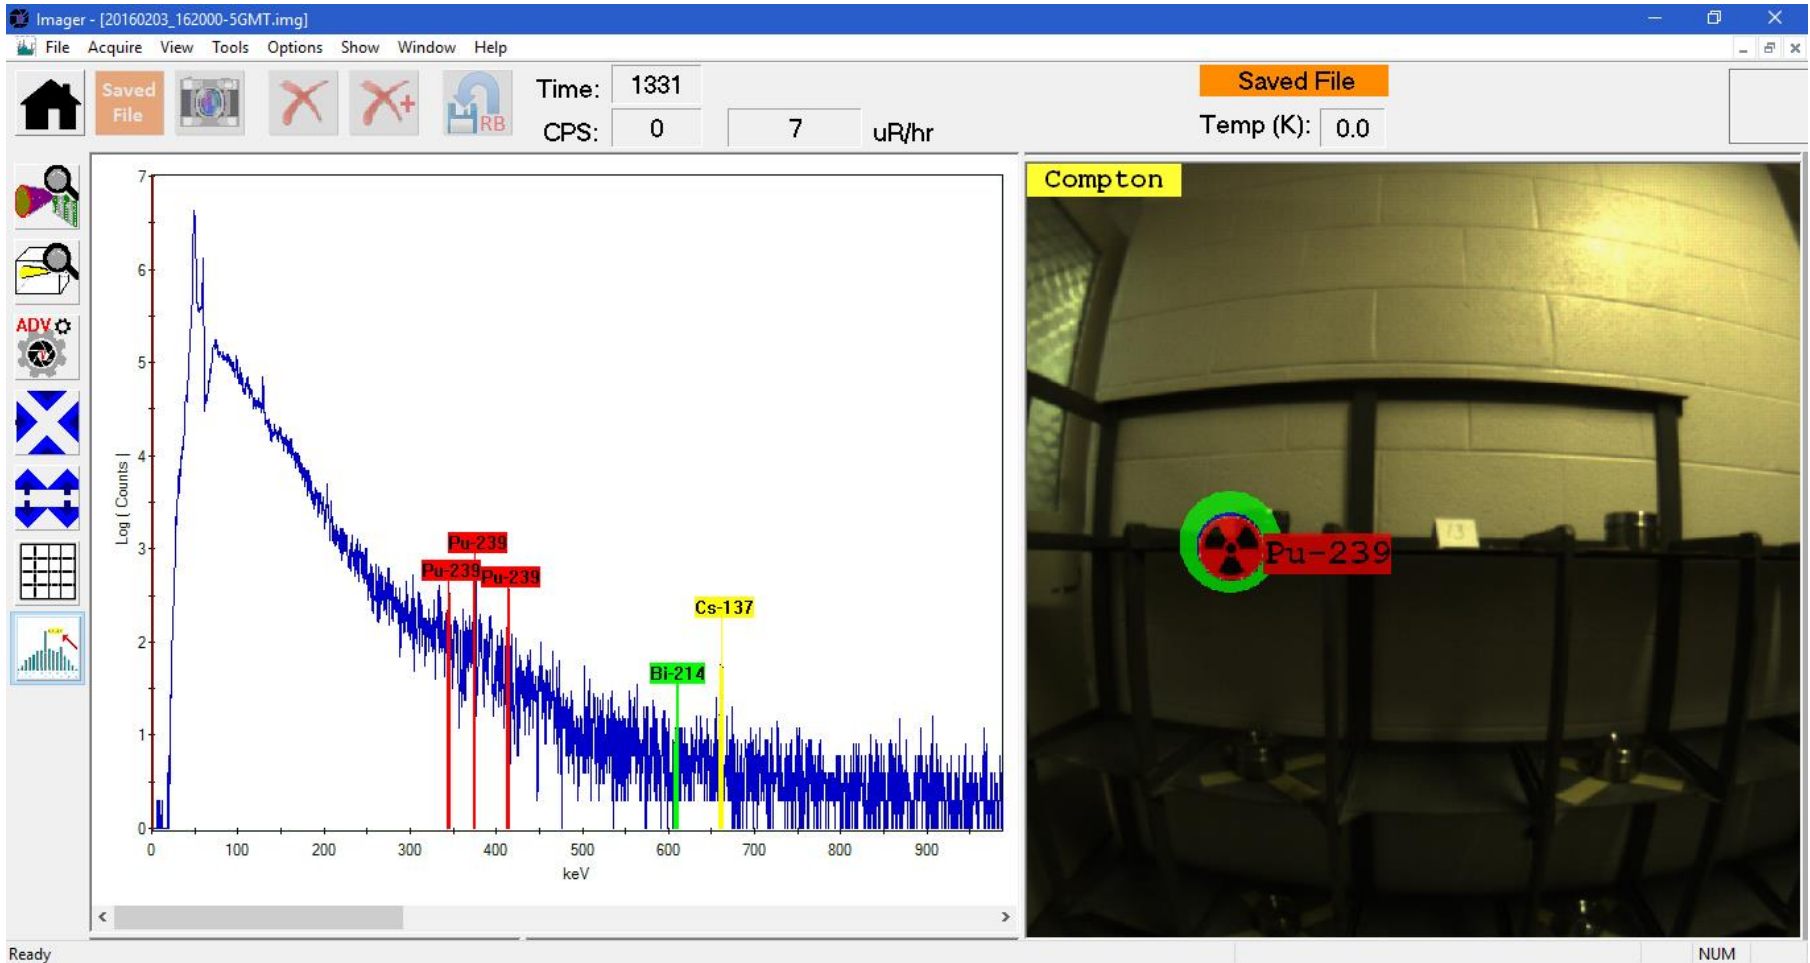 Imager - [20160203_162000-5GMT.img]
File Acquire View Tools Options Show Window Help
Saved File
RB
Time: 1331
CPS: 0 7 uR/hr
Saved File
Temp (K): 0.0
ADV
7
6
5
4
3
2
1
0
Log ( Counts )
Pu-239
Pu-239
Pu-239
Bi-214
Cs-137
0 100 200 300 400 500 600 700 800 900
keV
Compton
Pu-239
13
Ready
NUM